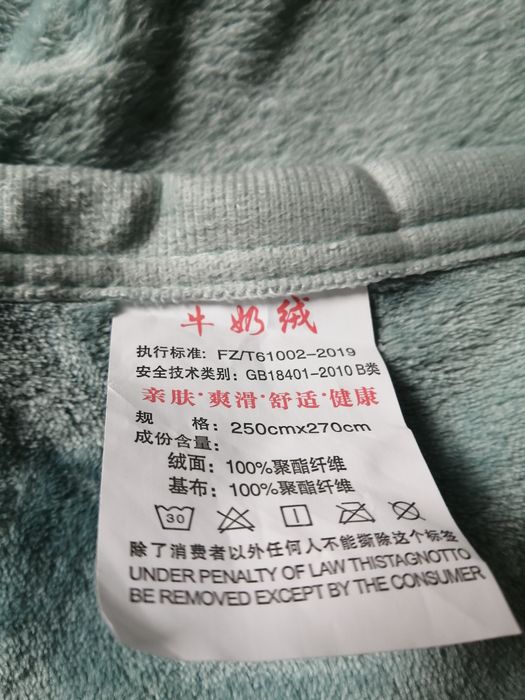 牛奶绒
执行标准: FZ/T61002-2019
安全技术类别: GB18401-2010 B类
亲肤·爽滑·舒适·健康
规 格: 250cmx270cm
成份含量:
绒面: 100%聚酯纤维
基布: 100%聚酯纤维
30
除了消费者以外任何人不能撕除这个标签
UNDER PENALTY OF LAW THISTAGNOTTO
BE REMOVED EXCEPT BY THE CONSUMER